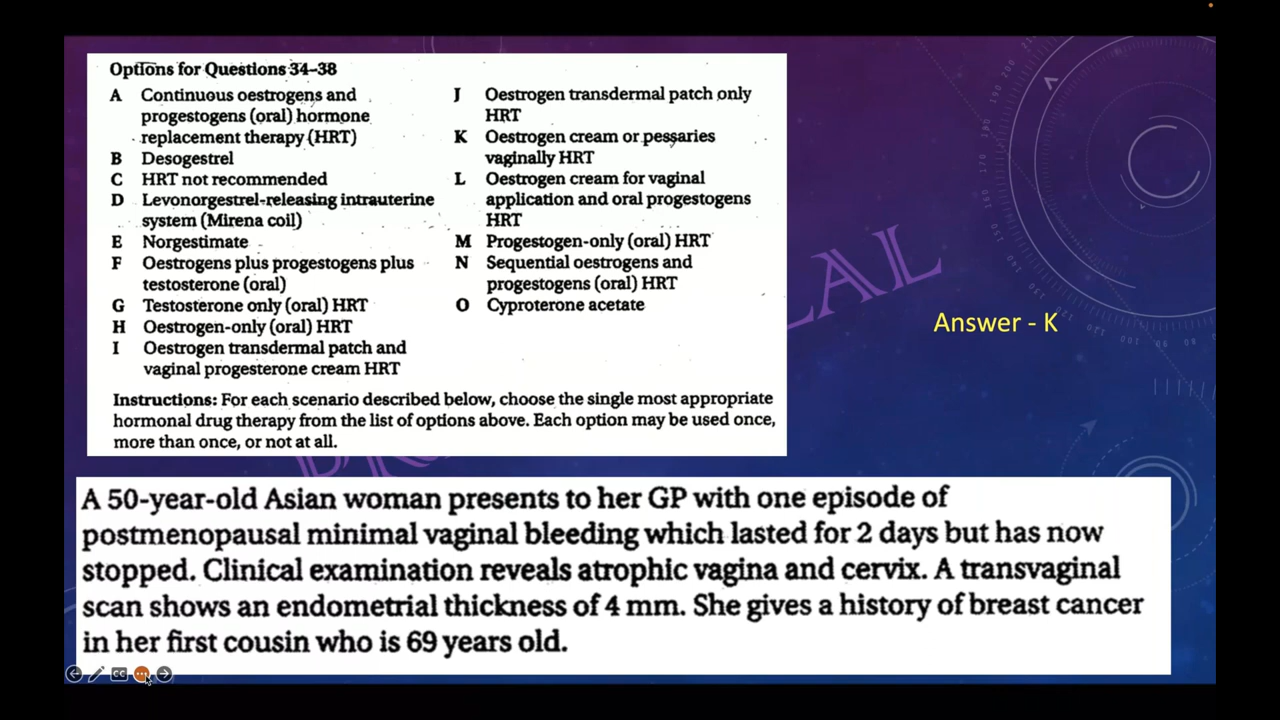 Options for Questions 34–38
A Continuous oestrogens and
progestogens (oral) hormone
replacement therapy (HRT)
B Desogestrel
C HRT not recommended
D Levonorgestrel-releasing intrauterine
system (Mirena coil)
E Norgestimate
F Oestrogens plus progestogens plus
testosterone (oral)
G Testosterone only (oral) HRT
H Oestrogen-only (oral) HRT
I Oestrogen transdermal patch and
vaginal progesterone cream HRT
J Oestrogen transdermal patch only
HRT
K Oestrogen cream or pessaries
vaginally HRT
L Oestrogen cream for vaginal
application and oral progestogens
HRT
M Progestogen-only (oral) HRT
N Sequential oestrogens and
progestogens (oral) HRT
O Cyproterone acetate
Instructions: For each scenario described below, choose the single most appropriate
hormonal drug therapy from the list of options above. Each option may be used once,
more than once, or not at all.
Answer - K
A 50-year-old Asian woman presents to her GP with one episode of
postmenopausal minimal vaginal bleeding which lasted for 2 days but has now
stopped. Clinical examination reveals atrophic vagina and cervix. A transvaginal
scan shows an endometrial thickness of 4 mm. She gives a history of breast cancer
in her first cousin who is 69 years old.
CC